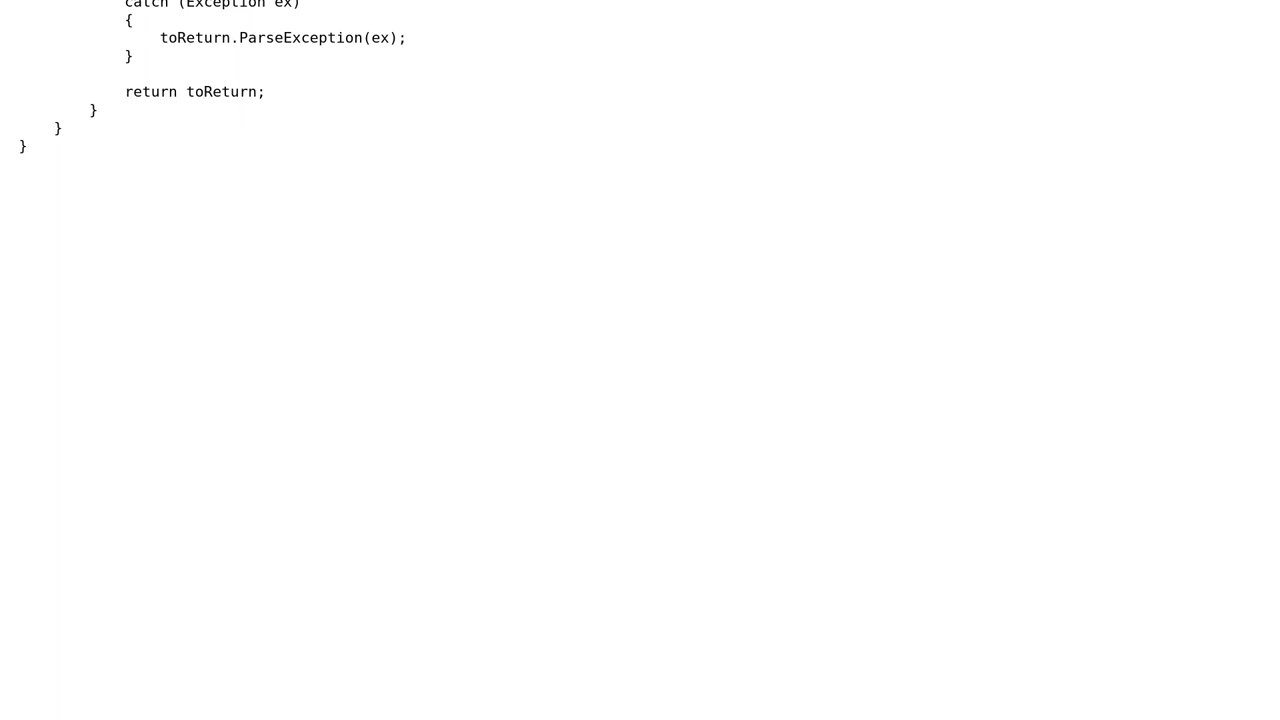 catch (Exception ex)
            {
                toReturn.ParseException(ex);
            }

            return toReturn;
        }
    }
}